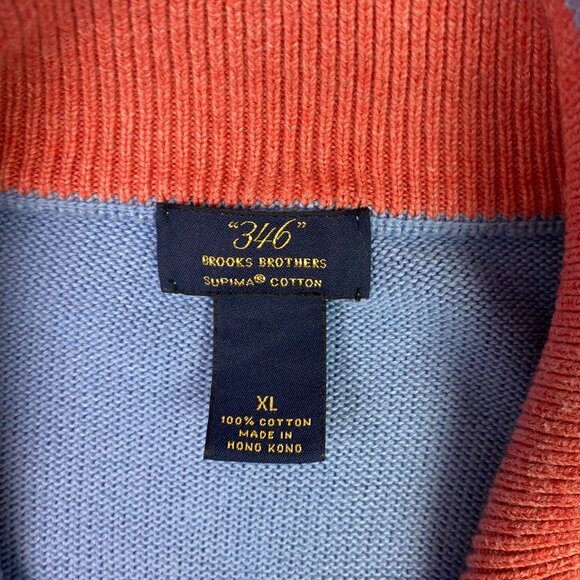 "346"
BROOKS BROTHERS
SUPIMA® COTTON
XL
100% COTTON
MADE IN
HONG KONG